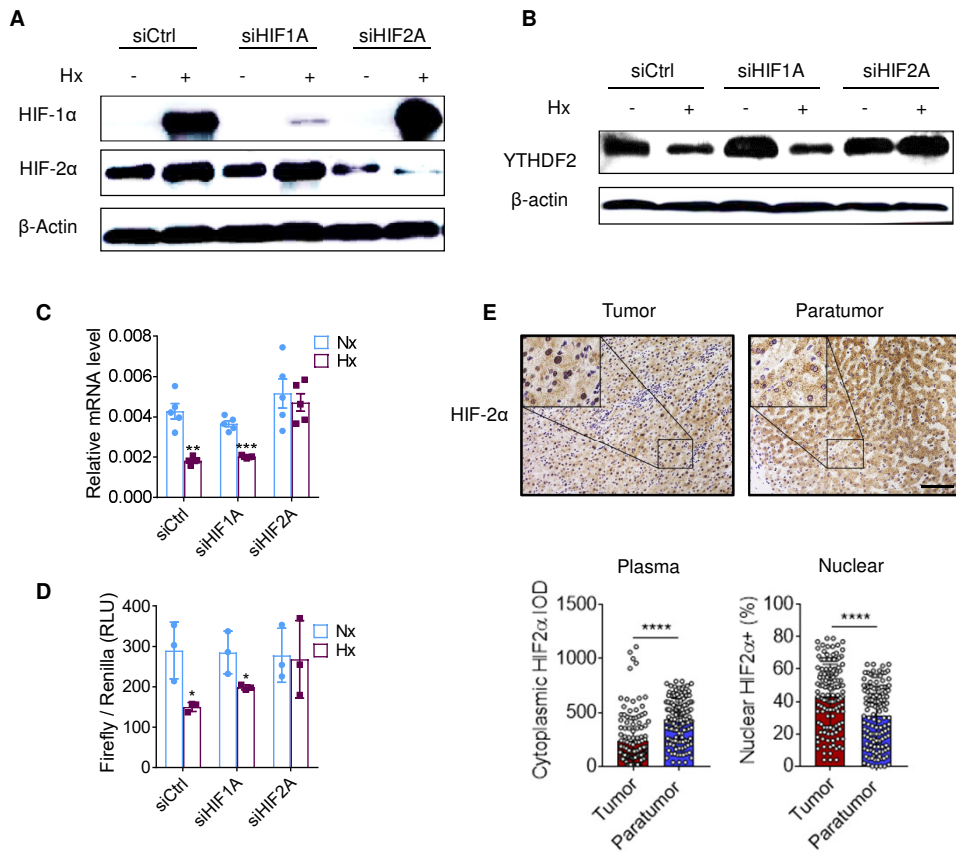 A
siCtrl siHIF1A siHIF2A
Hx - + - + - +
HIF-1α
HIF-2α
β-Actin
B
siCtrl siHIF1A siHIF2A
Hx - + - + - +
YTHDF2
β-actin
C
Relative mRNA level
0.008
0.006
0.004
0.002
0.000
Nx
Hx
** ***
siCtrl siHIF1A siHIF2A
D
Firefly / Renilla (RLU)
400
300
200
100
0
Nx
Hx
* *
siCtrl siHIF1A siHIF2A
E
Tumor Paratumor
HIF-2α
Plasma
Cytoplasmic HIF2α IOD
1500
1000
500
0
****
Tumor Paratumor
Nuclear
Nuclear HIF2α+ (%)
100
80
60
40
20
0
****
Tumor Paratumor